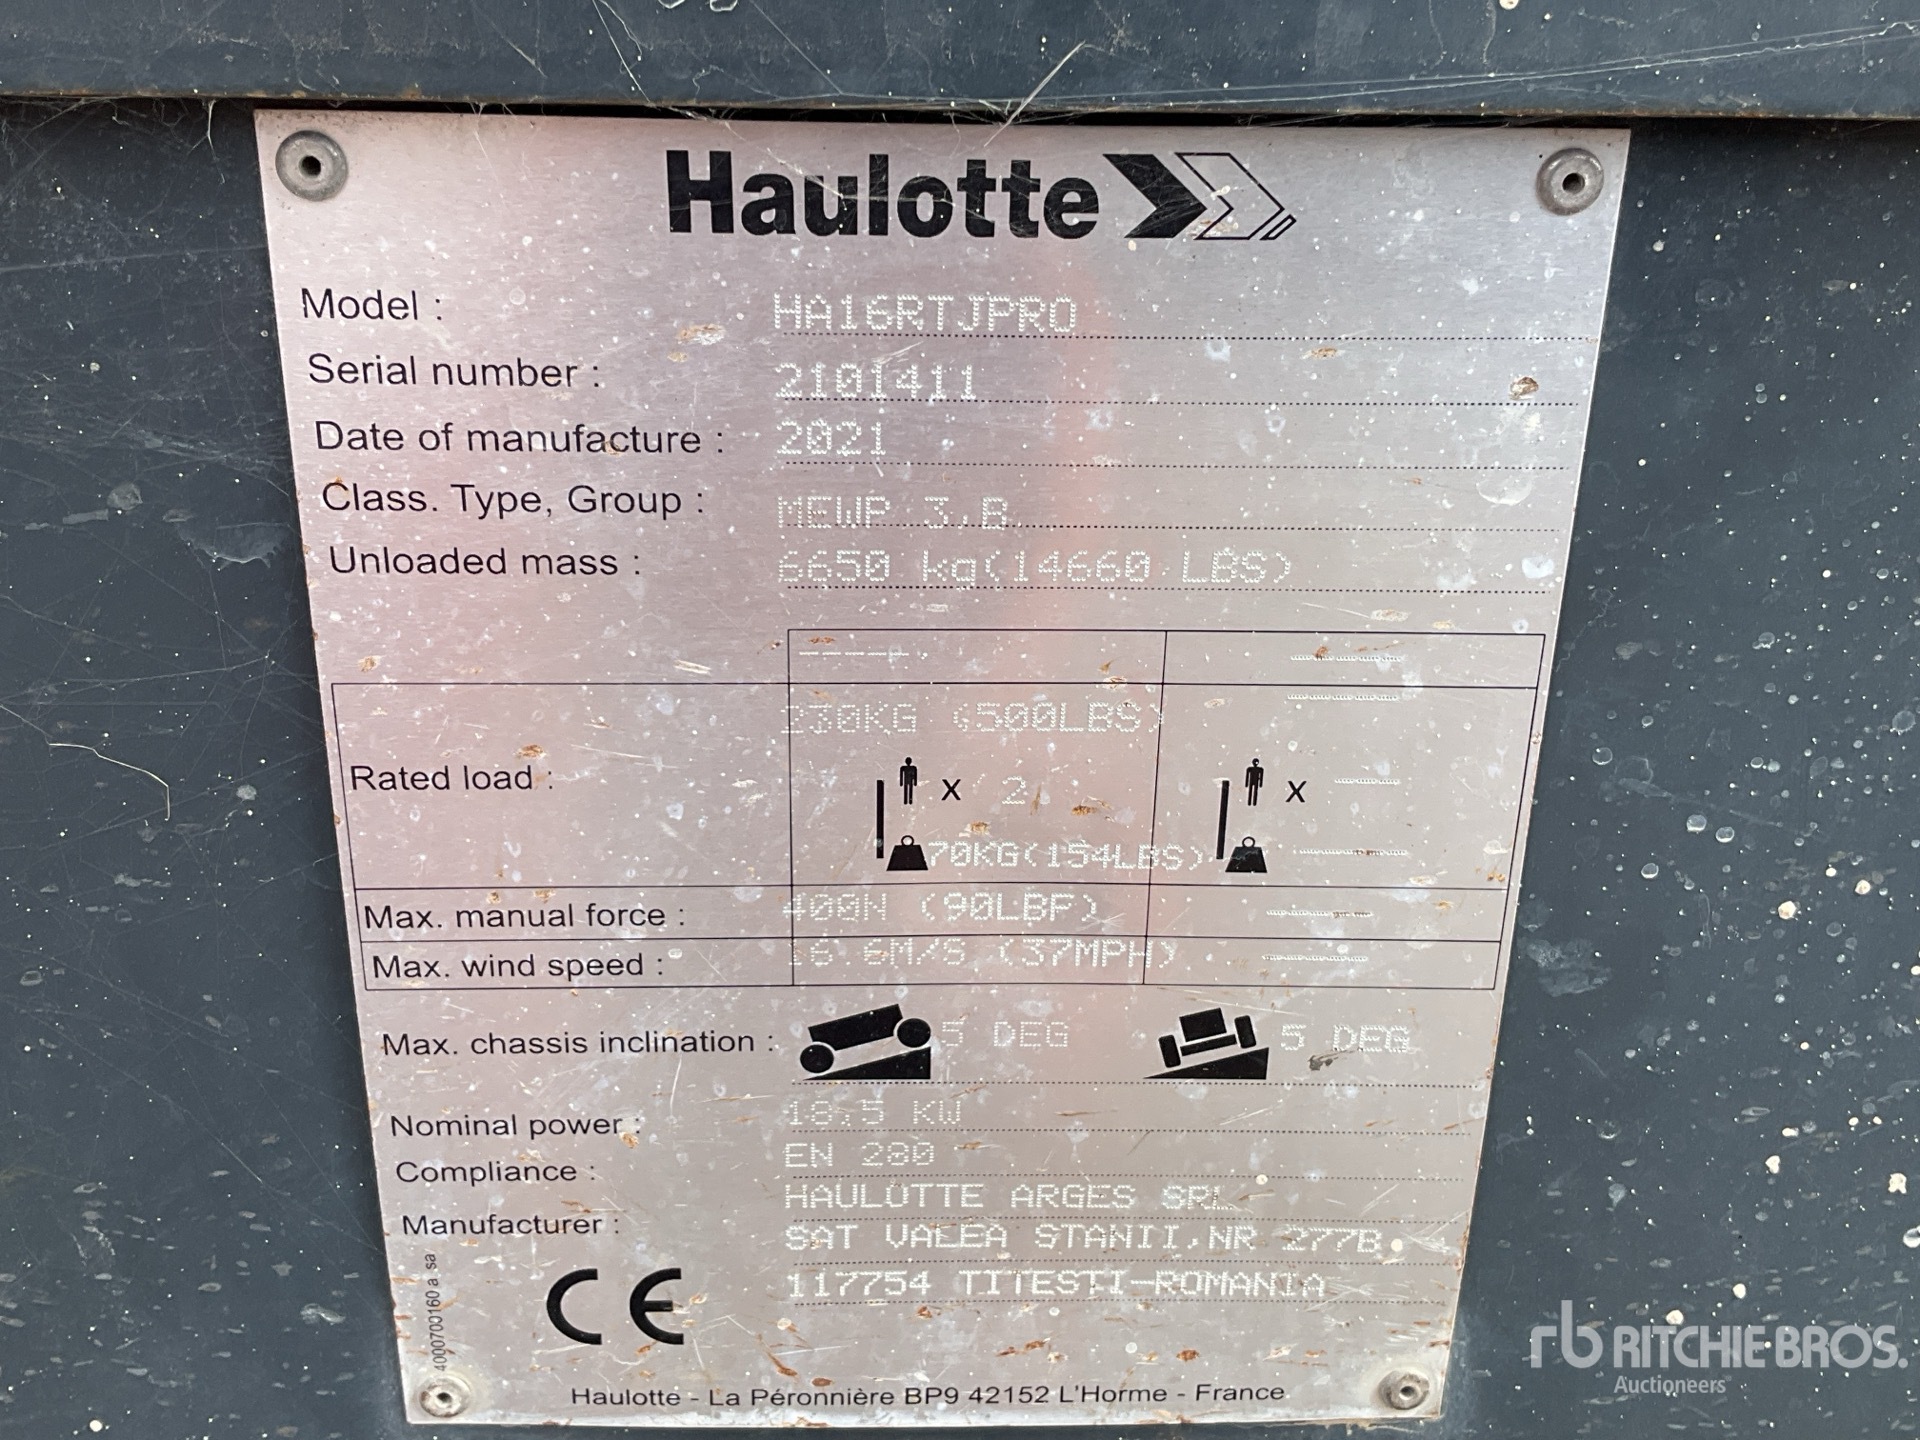 Haulotte
Model : HA16RTJPRO
Serial number : 2101411
Date of manufacture : 2021
Class. Type, Group : MEWP 3.B
Unloaded mass : 6650 kg(14660 LBS)
230KG (500LBS)
Rated load : x 2 x
70KG(154LBS)
Max. manual force : 400N (90LBF)
Max. wind speed : 16.6M/S (37MPH)
Max. chassis inclination : 5 DEG 5 DEG
Nominal power : 18,5 KW
Compliance : EN 280
HAULOTTE ARGES SRL
Manufacturer : SAT VALEA STANII,NR 277B,
117754 TITESTI-ROMANIA
CE
4000700160 a.sa
Haulotte - La Péronnière BP9 42152 L'Horme - France
rb RITCHIE BROS.
Auctioneers